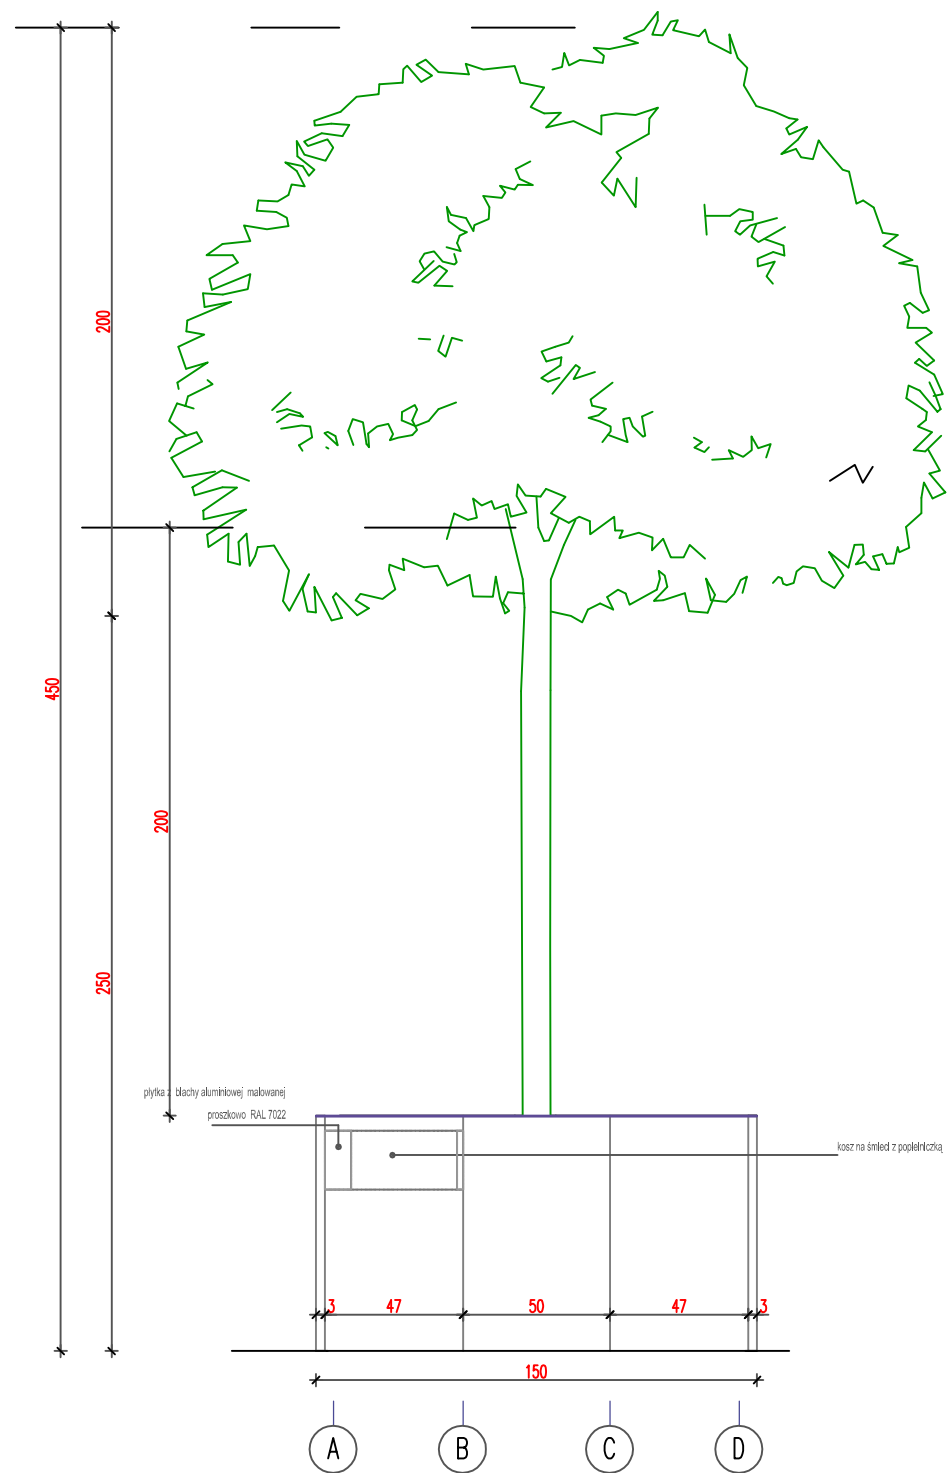 200
450
200
250
płytka z blachy aluminiowej malowanej
proszkowo RAL 7022
kosz na śmieci z popielniczką
3 47 50 47 3
150
A B C D